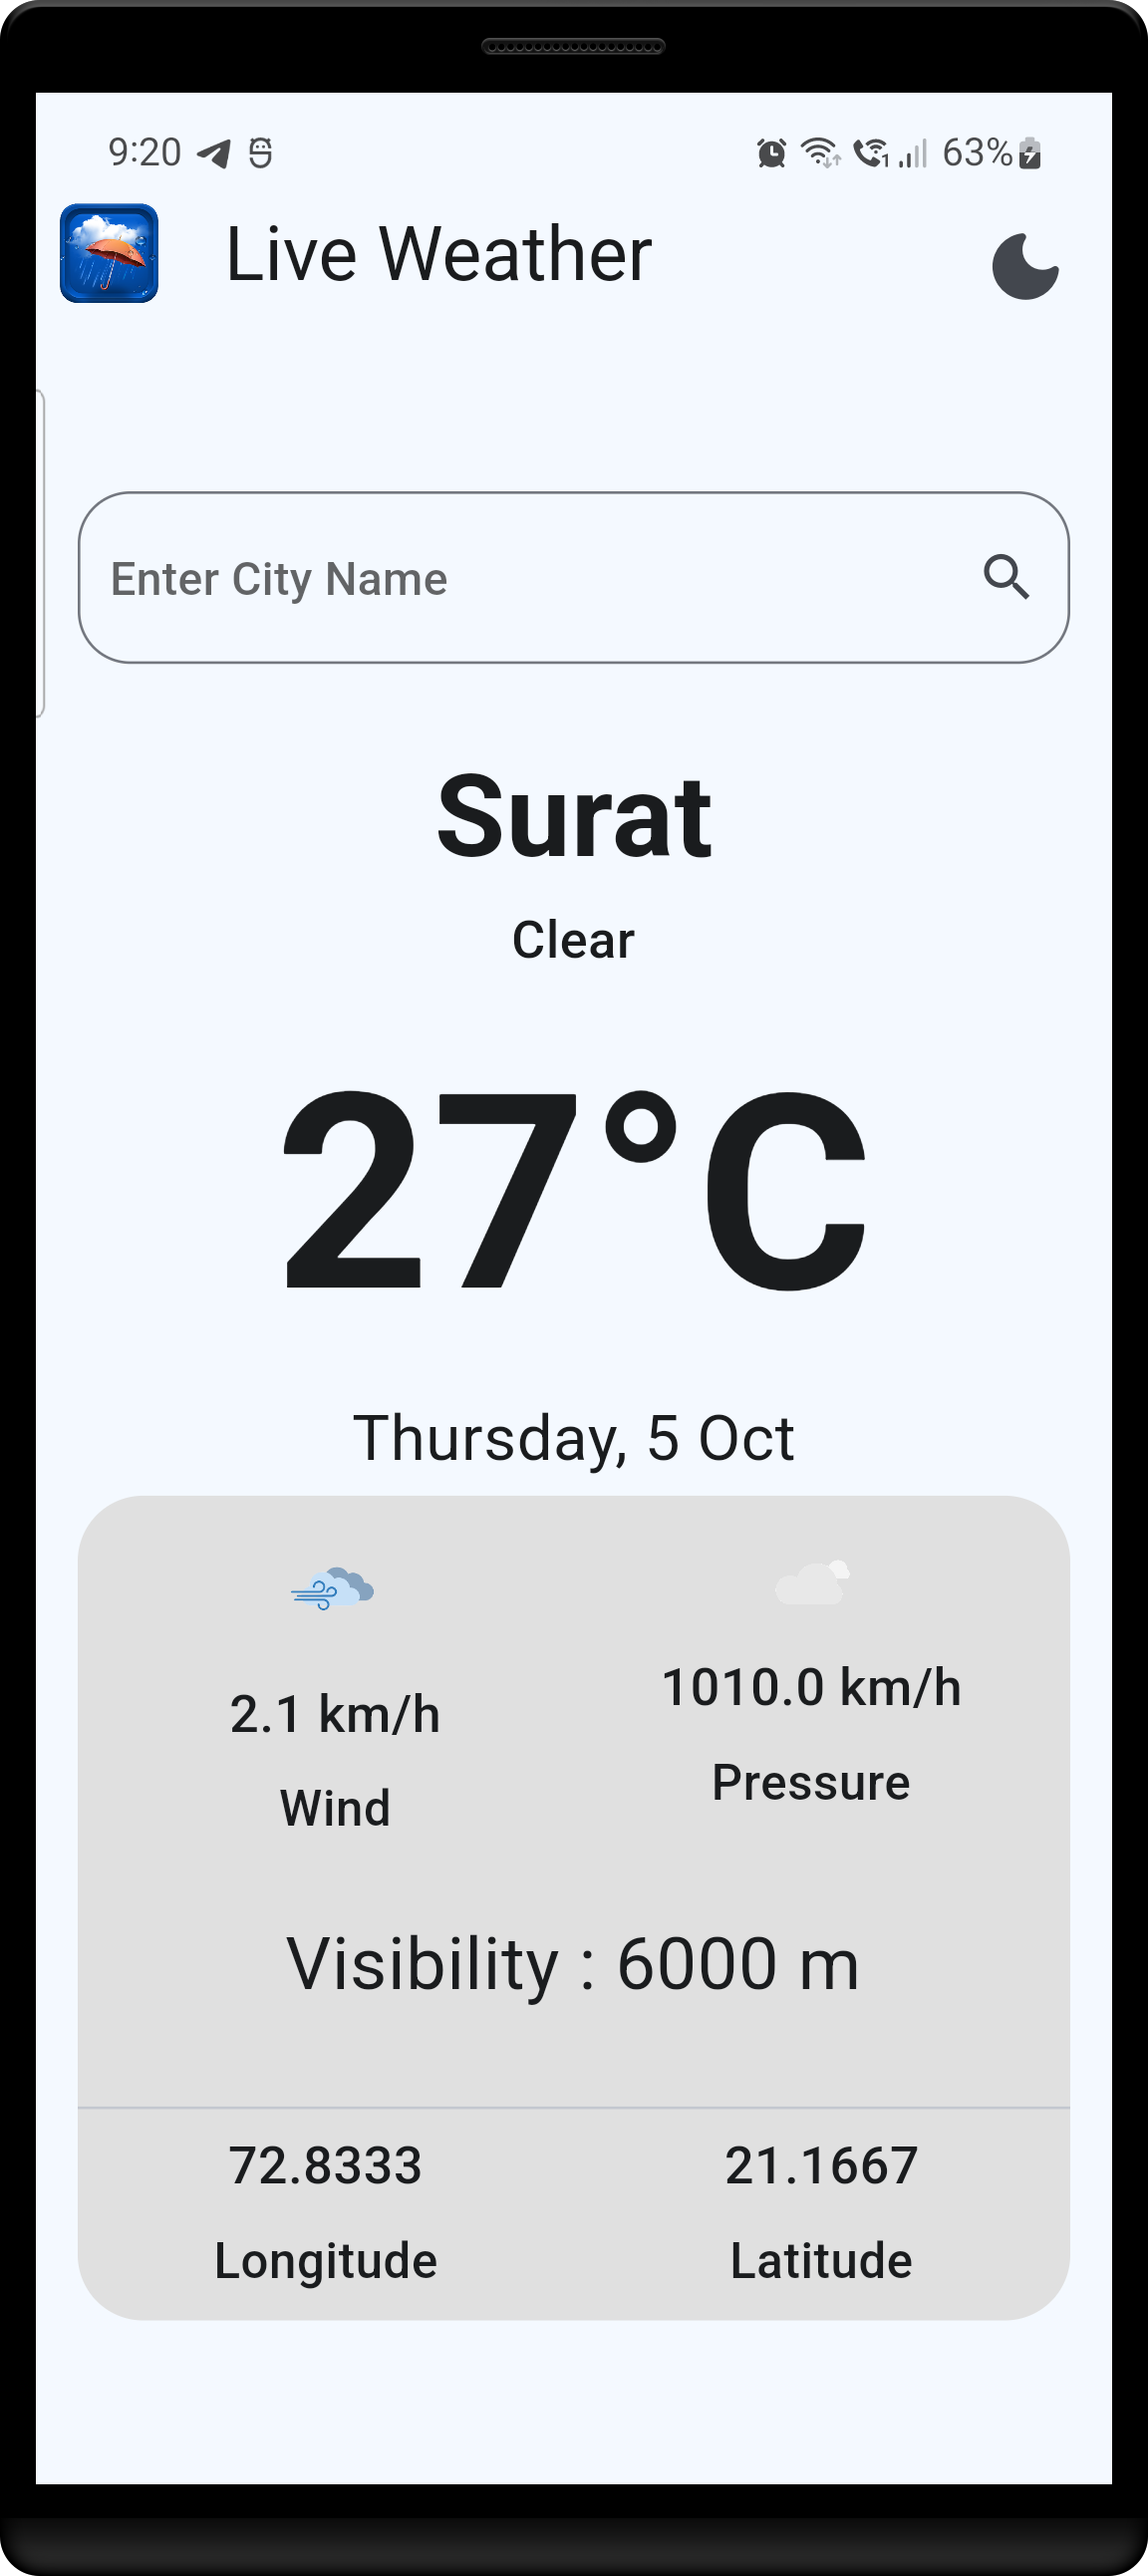 9:20 63%
Live Weather
Enter City Name
Surat
Clear
27°C
Thursday, 5 Oct
2.1 km/h 1010.0 km/h
Wind Pressure
Visibility : 6000 m
72.8333 21.1667
Longitude Latitude